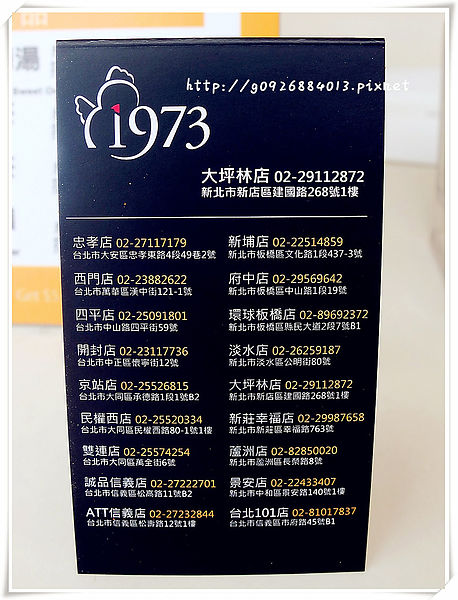 湯
Sweet
http://g0926884013.pixnet
1973
大坪林店 02-29112872
新北市新店區建國路268號1樓
忠孝店 02-27117179
台北市大安區忠孝東路4段49巷2號
西門店 02-23882622
台北市萬華區漢中街121-1號
四平店 02-25091801
台北市中山路四平街59號
開封店 02-23117736
台北市中正區懷寧街12號
京站店 02-25526815
台北市大同區承德路1段1號B2
民權西店 02-25520334
台北市大同區民權西路80-1號1樓
雙連店 02-25574254
台北市大同區萬全街6號
誠品信義店 02-27222701
台北市信義區松高路11號B2
ATT信義店 02-27232844
台北市信義區松壽路12號1樓
新埔店 02-22514859
新北市板橋區文化路1段437-3號
府中店 02-29569642
新北市板橋區中山路1段19號
環球板橋店 02-89692372
新北市板橋區縣民大道2段7號B1
淡水店 02-26259187
新北市淡水區公明街80號
大坪林店 02-29112872
新北市新店區建國路268號1樓
新莊幸福店 02-29987658
新北市新莊區幸福路763號
蘆洲店 02-82850020
新北市蘆洲區長榮路8號
景安店 02-22433407
新北市中和區景安路140號1樓
台北101店 02-81017837
台北市信義區市府路45號B1